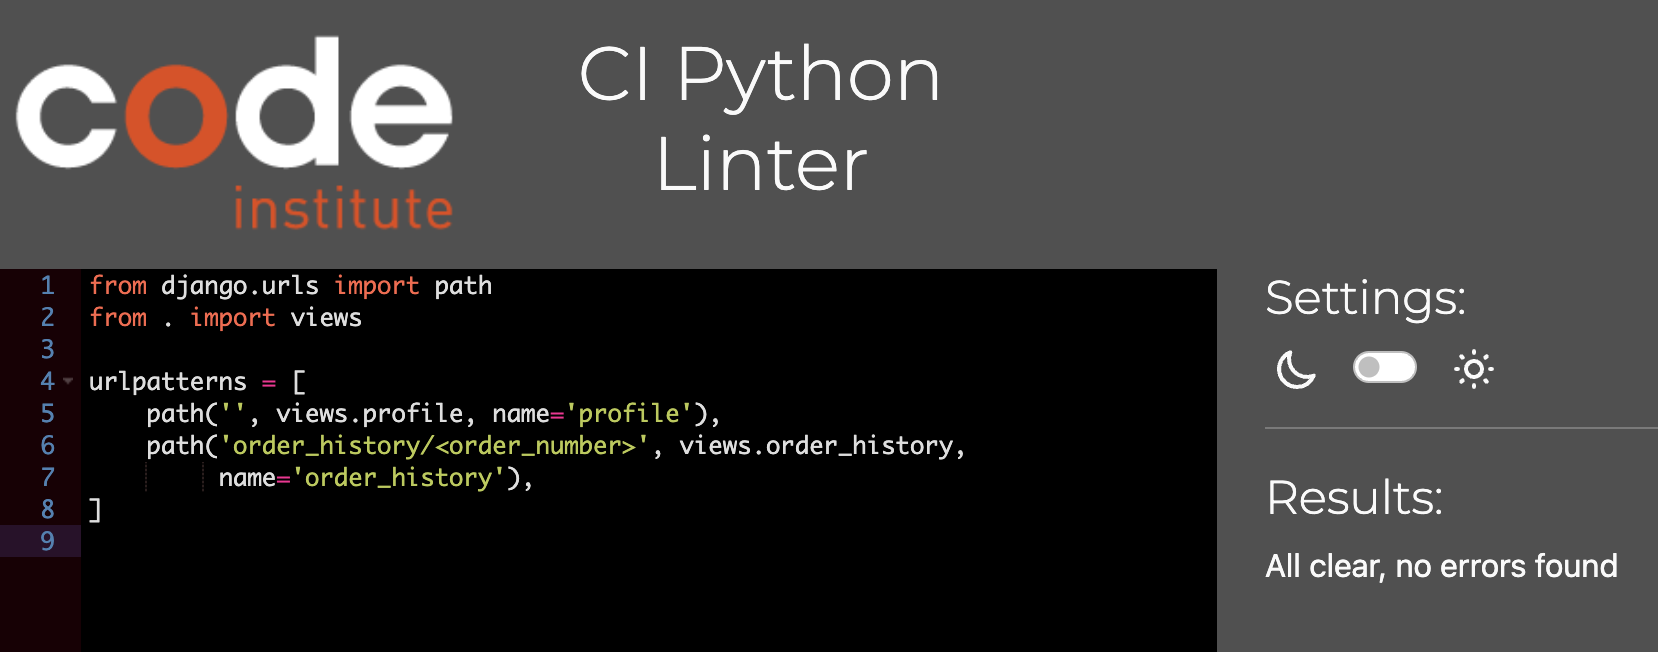 code
institute
CI Python
Linter
1 from django.urls import path
2 from . import views
3
4 urlpatterns = [
5     path('', views.profile, name='profile'),
6     path('order_history/<order_number>', views.order_history,
7          name='order_history'),
8 ]
9
Settings:
Results:
All clear, no errors found